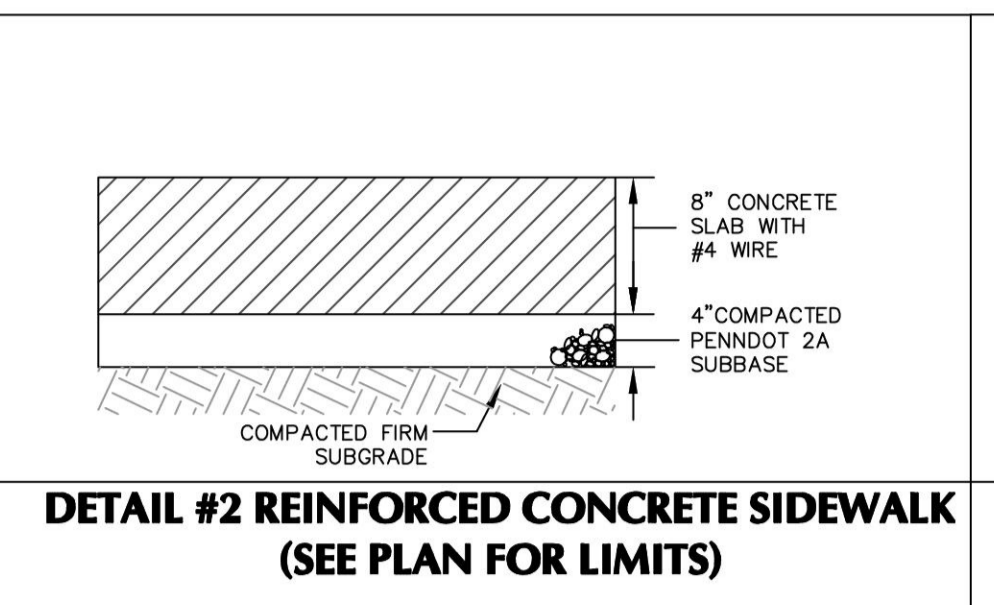 8” CONCRETE
SLAB WITH
#4 WIRE
4”COMPACTED
PENNDOT 2A
SUBBASE
COMPACTED FIRM
SUBGRADE
DETAIL #2 REINFORCED CONCRETE SIDEWALK
(SEE PLAN FOR LIMITS)